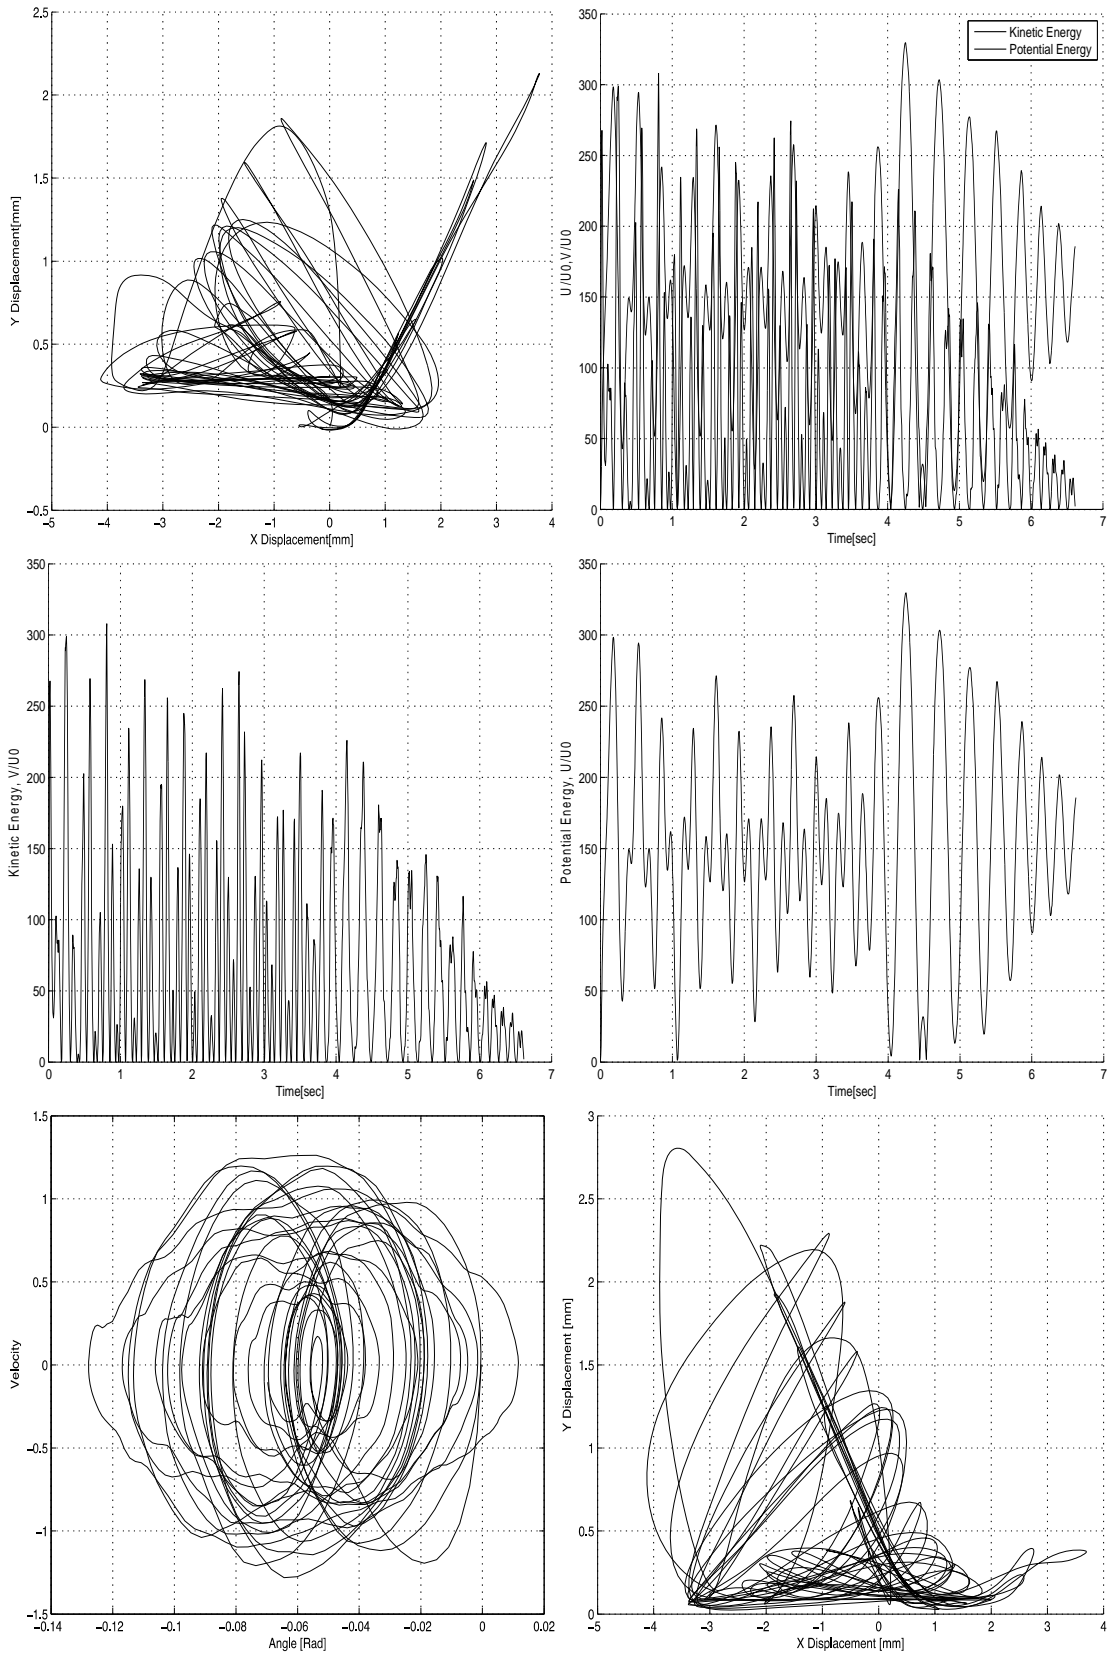 2.5
2
1.5
1
0.5
0
−0.5
−5 −4 −3 −2 −1 0 1 2 3 4
X Displacement[mm]
Y Displacement[mm]
350
300
250
200
150
100
50
0
0 1 2 3 4 5 6 7
Time[sec]
U/U0,V/U0
Kinetic Energy
Potential Energy
350
300
250
200
150
100
50
0
0 1 2 3 4 5 6 7
Time[sec]
Kinetic Energy, V/U0
350
300
250
200
150
100
50
0
0 1 2 3 4 5 6 7
Time[sec]
Potential Energy, U/U0
1.5
1
0.5
0
−0.5
−1
−1.5
−0.14 −0.12 −0.1 −0.08 −0.06 −0.04 −0.02 0 0.02
Angle [Rad]
Velocity
3
2.5
2
1.5
1
0.5
0
−5 −4 −3 −2 −1 0 1 2 3 4
X Displacement [mm]
Y Displacement [mm]